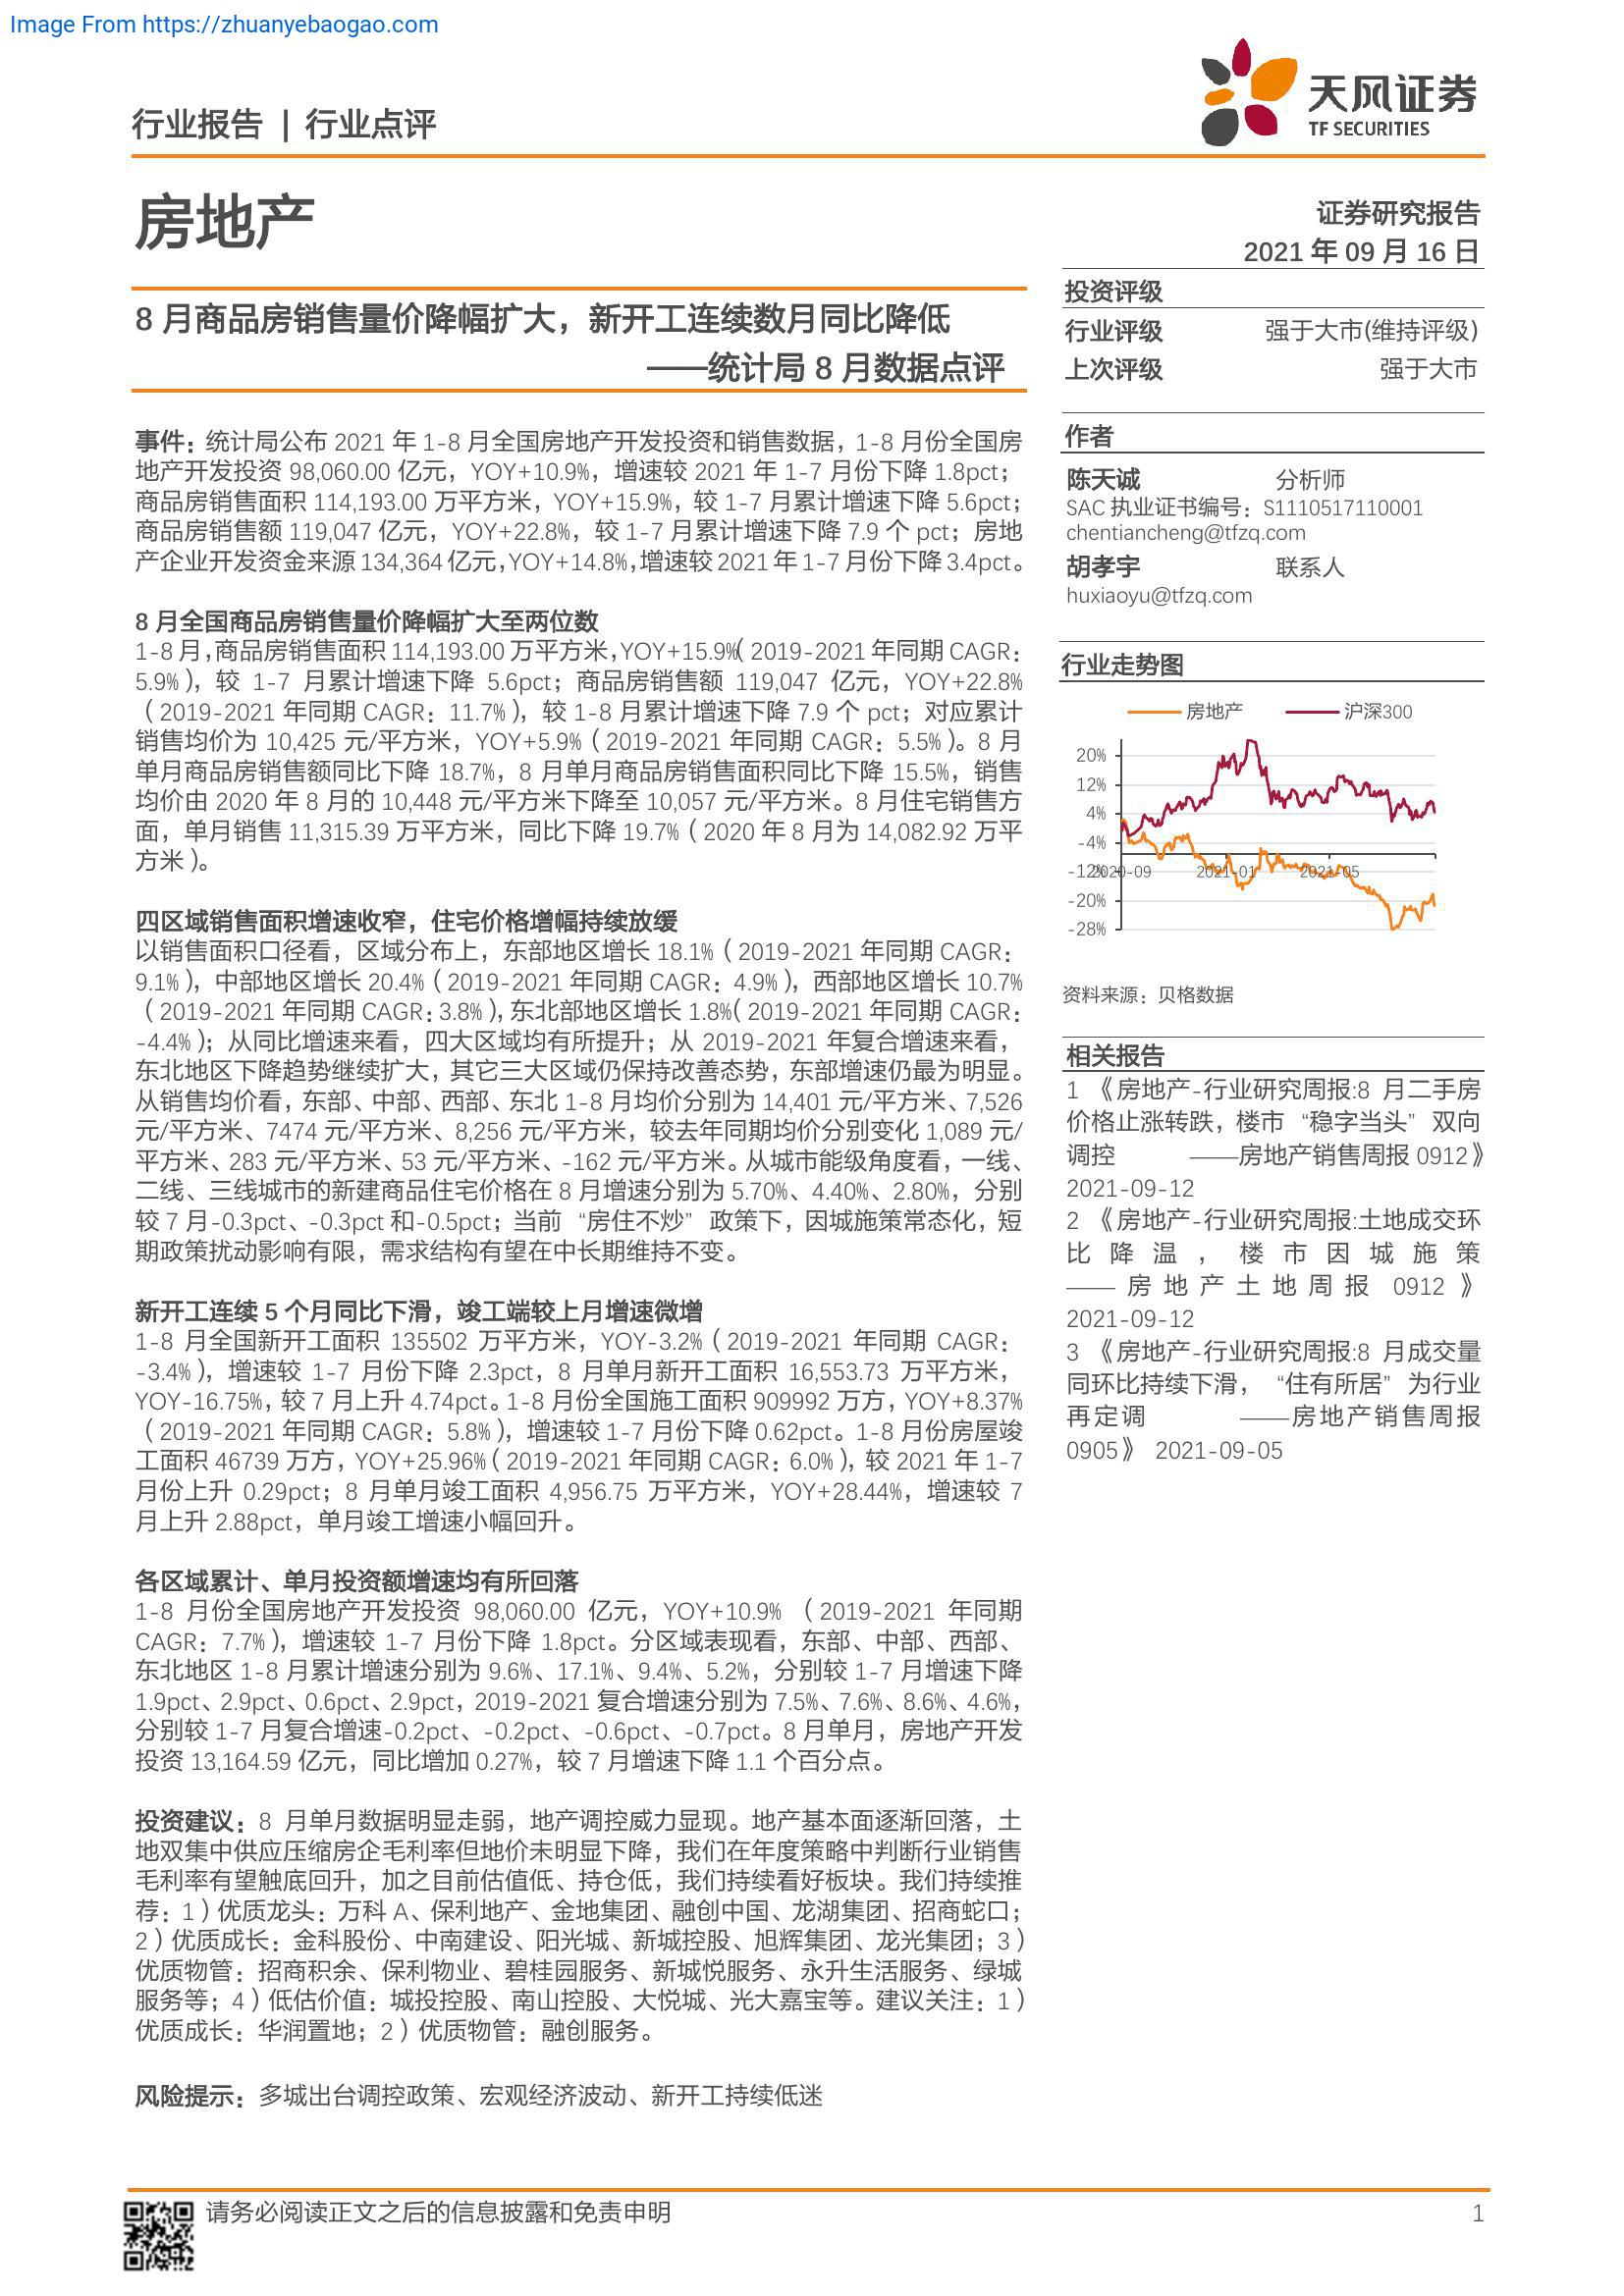 Image From https://zhuanyebaogao.com
行业报告 | 行业点评
天风证券
TF SECURITIES
房地产
证券研究报告
2021 年 09 月 16 日
8 月商品房销售量价降幅扩大，新开工连续数月同比降低
——统计局 8 月数据点评
事件：统计局公布 2021 年 1-8 月全国房地产开发投资和销售数据，1-8 月份全国房
地产开发投资 98,060.00 亿元，YOY+10.9%，增速较 2021 年 1-7 月份下降 1.8pct；
商品房销售面积 114,193.00 万平方米，YOY+15.9%，较 1-7 月累计增速下降 5.6pct；
商品房销售额 119,047 亿元，YOY+22.8%，较 1-7 月累计增速下降 7.9 个 pct；房地
产企业开发资金来源 134,364 亿元，YOY+14.8%，增速较 2021 年 1-7 月份下降 3.4pct。
8 月全国商品房销售量价降幅扩大至两位数
1-8 月，商品房销售面积 114,193.00 万平方米，YOY+15.9%（2019-2021 年同期 CAGR：
5.9%），较 1-7 月累计增速下降 5.6pct；商品房销售额 119,047 亿元，YOY+22.8%
（2019-2021 年同期 CAGR：11.7%），较 1-8 月累计增速下降 7.9 个 pct；对应累计
销售均价为 10,425 元/平方米，YOY+5.9%（2019-2021 年同期 CAGR：5.5%）。8 月
单月商品房销售额同比下降 18.7%，8 月单月商品房销售面积同比下降 15.5%，销售
均价由 2020 年 8 月的 10,448 元/平方米下降至 10,057 元/平方米。8 月住宅销售方
面，单月销售 11,315.39 万平方米，同比下降 19.7%（2020 年 8 月为 14,082.92 万平
方米）。
四区域销售面积增速收窄，住宅价格增幅持续放缓
以销售面积口径看，区域分布上，东部地区增长 18.1%（2019-2021 年同期 CAGR：
9.1%），中部地区增长 20.4%（2019-2021 年同期 CAGR：4.9%），西部地区增长 10.7%
（2019-2021 年同期 CAGR：3.8%），东北部地区增长 1.8%（2019-2021 年同期 CAGR：
-4.4%）；从同比增速来看，四大区域均有所提升；从 2019-2021 年复合增速来看，
东北地区下降趋势继续扩大，其它三大区域仍保持改善态势，东部增速仍最为明显。
从销售均价看，东部、中部、西部、东北 1-8 月均价分别为 14,401 元/平方米、7,526
元/平方米、7474 元/平方米、8,256 元/平方米，较去年同期均价分别变化 1,089 元/
平方米、283 元/平方米、53 元/平方米、-162 元/平方米。从城市能级角度看，一线、
二线、三线城市的新建商品住宅价格在 8 月增速分别为 5.70%、4.40%、2.80%，分别
较 7 月-0.3pct、-0.3pct 和-0.5pct；当前“房住不炒”政策下，因城施策常态化，短
期政策扰动影响有限，需求结构有望在中长期维持不变。
新开工连续 5 个月同比下滑，竣工端较上月增速微增
1-8 月全国新开工面积 135502 万平方米，YOY-3.2%（2019-2021 年同期 CAGR：
-3.4%），增速较 1-7 月份下降 2.3pct，8 月单月新开工面积 16,553.73 万平方米，
YOY-16.75%，较 7 月上升 4.74pct。1-8 月份全国施工面积 909992 万方，YOY+8.37%
（2019-2021 年同期 CAGR：5.8%），增速较 1-7 月份下降 0.62pct。1-8 月份房屋竣
工面积 46739 万方，YOY+25.96%（2019-2021 年同期 CAGR：6.0%），较 2021 年 1-7
月份上升 0.29pct；8 月单月竣工面积 4,956.75 万平方米，YOY+28.44%，增速较 7
月上升 2.88pct，单月竣工增速小幅回升。
各区域累计、单月投资额增速均有所回落
1-8 月份全国房地产开发投资 98,060.00 亿元，YOY+10.9% （2019-2021 年同期
CAGR：7.7%），增速较 1-7 月份下降 1.8pct。分区域表现看，东部、中部、西部、
东北地区 1-8 月累计增速分别为 9.6%、17.1%、9.4%、5.2%，分别较 1-7 月增速下降
1.9pct、2.9pct、0.6pct、2.9pct，2019-2021 复合增速分别为 7.5%、7.6%、8.6%、4.6%，
分别较 1-7 月复合增速-0.2pct、-0.2pct、-0.6pct、-0.7pct。8 月单月，房地产开发
投资 13,164.59 亿元，同比增加 0.27%，较 7 月增速下降 1.1 个百分点。
投资建议：8 月单月数据明显走弱，地产调控威力显现。地产基本面逐渐回落，土
地双集中供应压缩房企毛利率但地价未明显下降，我们在年度策略中判断行业销售
毛利率有望触底回升，加之目前估值低、持仓低，我们持续看好板块。我们持续推
荐：1）优质龙头：万科 A、保利地产、金地集团、融创中国、龙湖集团、招商蛇口；
2）优质成长：金科股份、中南建设、阳光城、新城控股、旭辉集团、龙光集团；3）
优质物管：招商积余、保利物业、碧桂园服务、新城悦服务、永升生活服务、绿城
服务等；4）低估价值：城投控股、南山控股、大悦城、光大嘉宝等。建议关注：1）
优质成长：华润置地；2）优质物管：融创服务。
风险提示：多城出台调控政策、宏观经济波动、新开工持续低迷
投资评级
行业评级 强于大市(维持评级)
上次评级 强于大市
作者
陈天诚 分析师
SAC 执业证书编号：S1110517110001
chentiancheng@tfzq.com
胡孝宇 联系人
huxiaoyu@tfzq.com
行业走势图
房地产 沪深300
20%
12%
4%
-4%
-12%
-20%
-28%
2020-09 2021-01 2021-05
资料来源：贝格数据
相关报告
1 《房地产-行业研究周报:8 月二手房
价格止涨转跌，楼市“稳字当头”双向
调控 ——房地产销售周报 0912》
2021-09-12
2 《房地产-行业研究周报:土地成交环
比降温，楼市因城施策
——房地产土地周报 0912》
2021-09-12
3 《房地产-行业研究周报:8 月成交量
同环比持续下滑，“住有所居”为行业
再定调 ——房地产销售周报
0905》 2021-09-05
请务必阅读正文之后的信息披露和免责申明
1